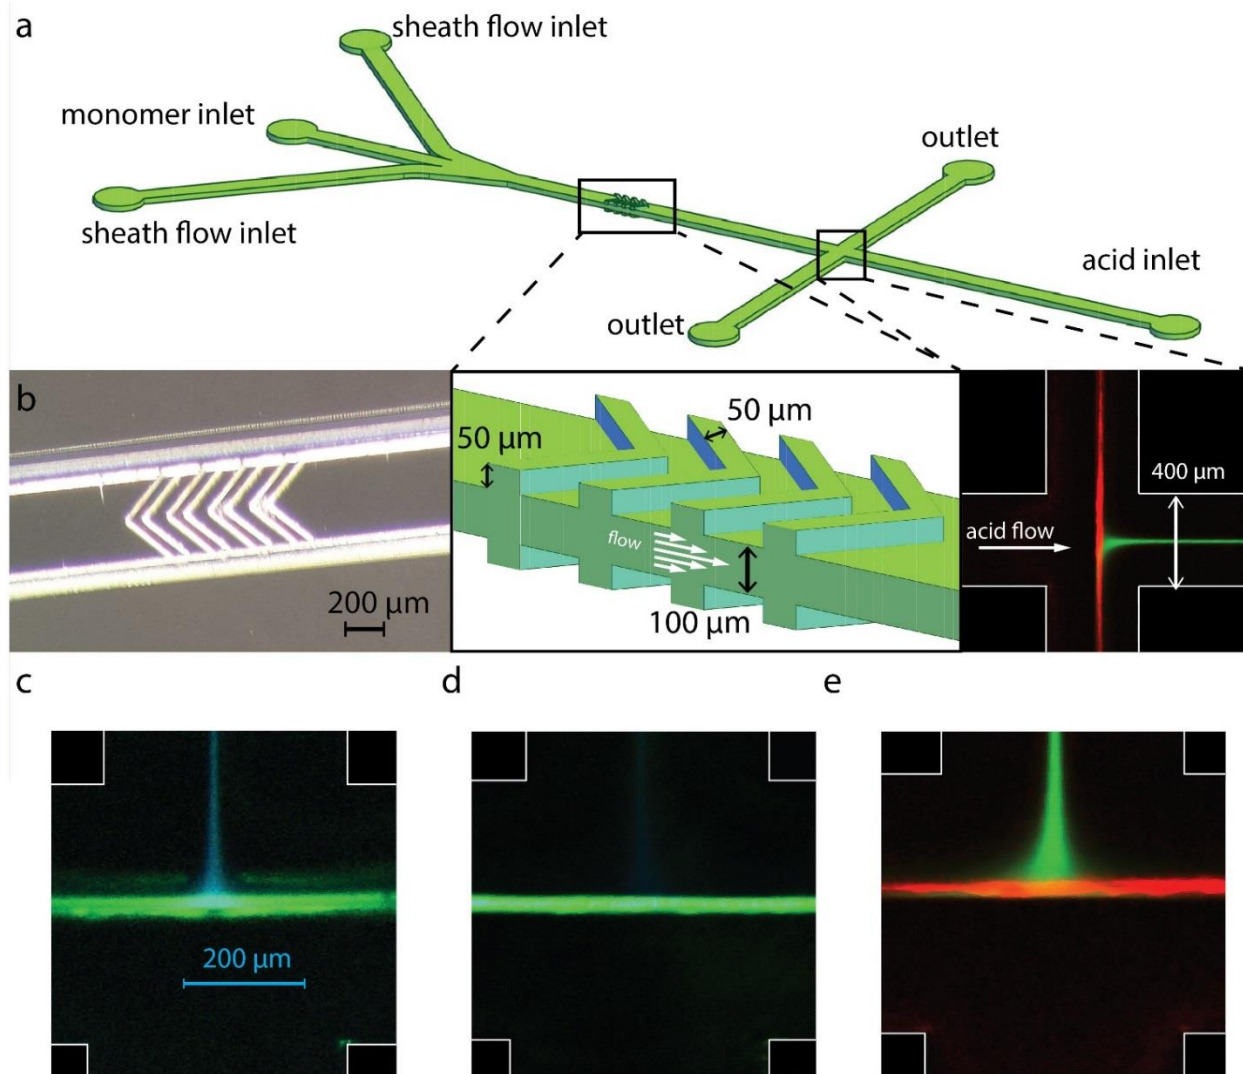 a
sheath flow inlet
monomer inlet
outlet
sheath flow inlet
acid inlet
outlet
b
200 µm
50 µm
50 µm
flow
100 µm
400 µm
acid flow
c
d
e
200 µm